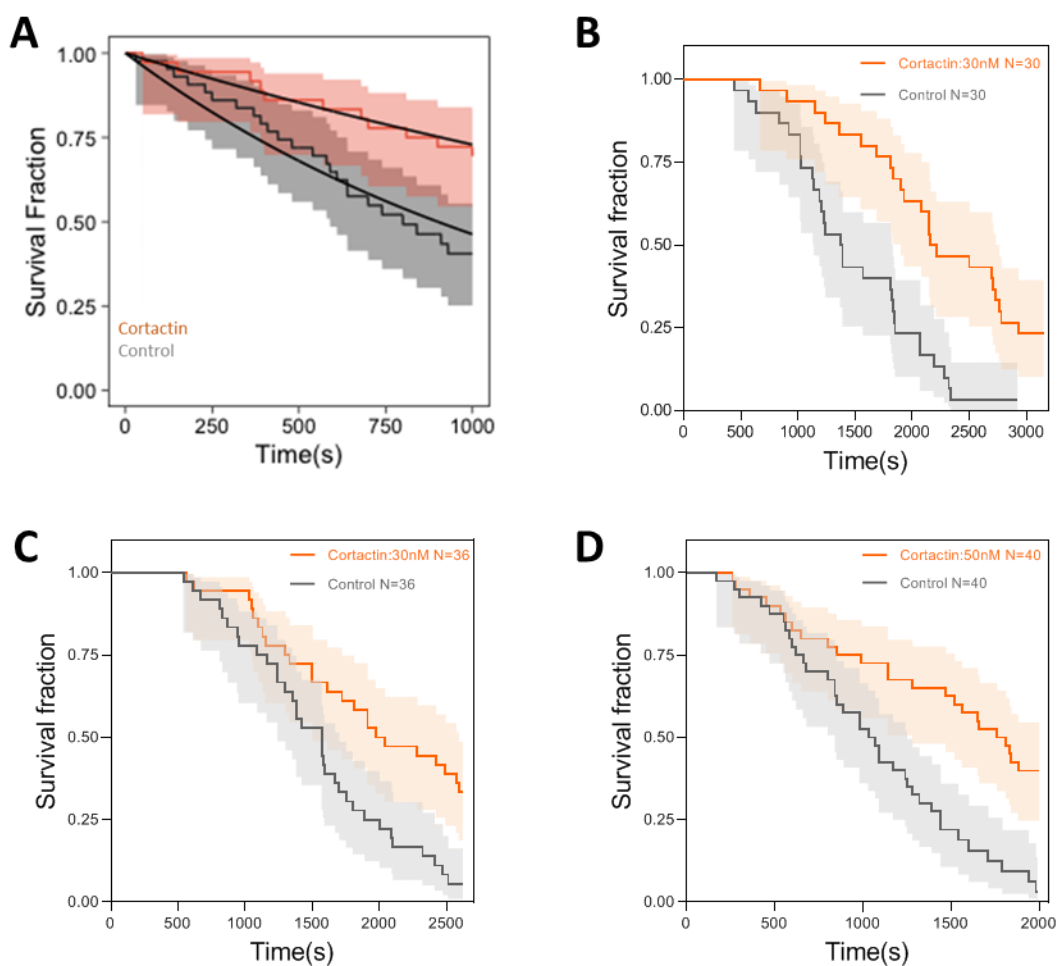 A
1.00
0.75
0.50
0.25
0.00
Survival Fraction
Cortactin
Control
0 250 500 750 1000
Time(s)
B
Cortactin:30nM N=30
Control N=30
1.00
0.75
0.50
0.25
0.00
Survival fraction
0 500 1000 1500 2000 2500 3000
Time(s)
C
Cortactin:30nM N=36
Control N=36
1.00
0.75
0.50
0.25
0.00
Survival fraction
0 500 1000 1500 2000 2500
Time(s)
D
Cortactin:50nM N=40
Control N=40
1.00
0.75
0.50
0.25
0.00
Survival fraction
0 500 1000 1500 2000
Time(s)